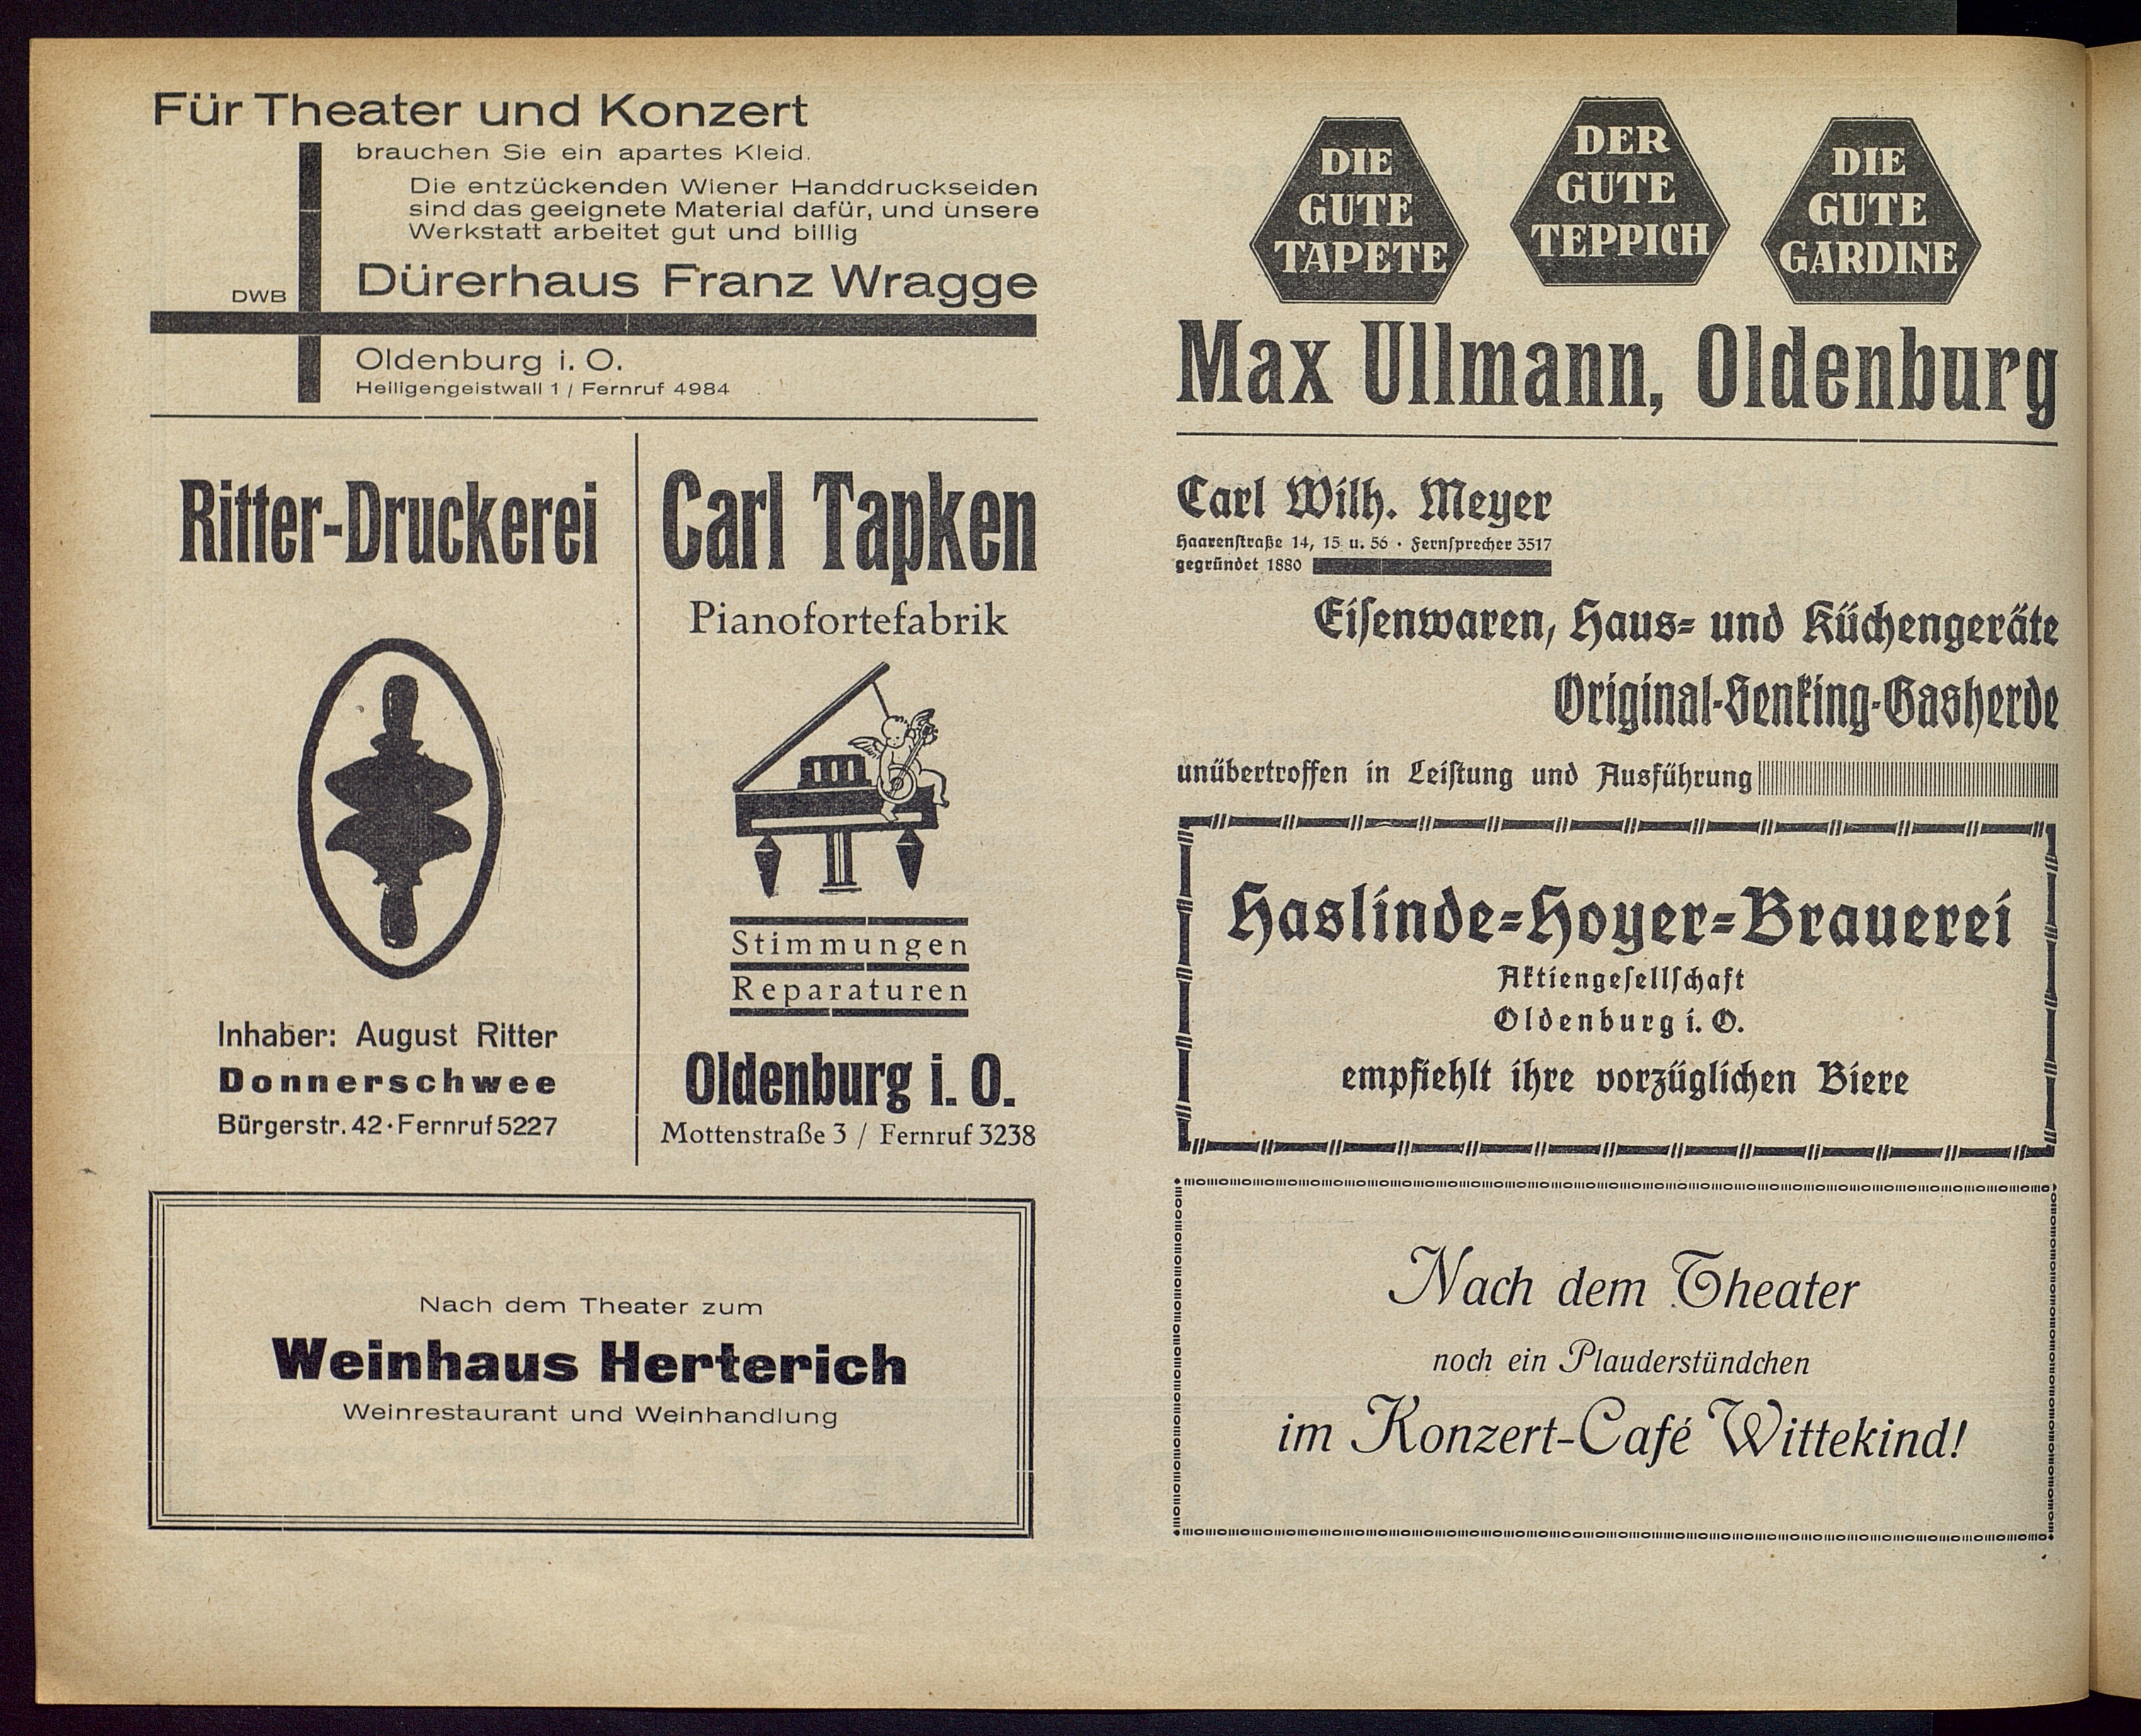 Für Theater und Konzert
brauchen Sie ein apartes Kleid.
Die entzückenden Wiener Handdruckseiden
sind das geeignete Material dafür, und unsere
Werkstatt arbeitet gut und billig
DWB
Dürerhaus Franz Wragge
Oldenburg i. O.
Heiligengeistwall 1 / Fernruf 4984
Ritter-Druckerei
Inhaber: August Ritter
Donnerschwee
Bürgerstr. 42 · Fernruf 5227
Carl Tapken
Pianofortefabrik
Stimmungen
Reparaturen
Oldenburg i. O.
Mottenstraße 3 / Fernruf 3238
Nach dem Theater zum
Weinhaus Herterich
Weinrestaurant und Weinhandlung
DIE
GUTE
TAPETE
DER
GUTE
TEPPICH
DIE
GUTE
GARDINE
Max Ullmann, Oldenburg
Carl Wilh. Meyer
Haarenſtraße 14, 15 u. 56 · Fernſprecher 3517
gegründet 1880
Eiſenwaren, Haus- und Küchengeräte
Original-Senking-Gasherde
unübertroffen in Leiſtung und Ausführung
Haslinde-Hoyer-Brauerei
Aktiengeſellſchaft
Oldenburg i. O.
empfiehlt ihre vorzüglichen Biere
Nach dem Theater
noch ein Plauderstündchen
im Konzert-Café Wittekind!